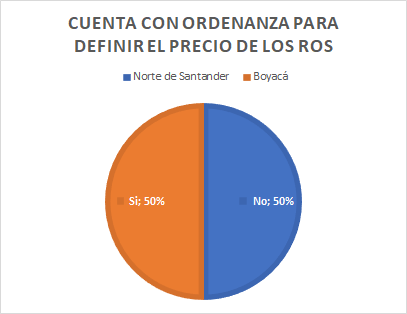 CUENTA CON ORDENANZA PARA
DEFINIR EL PRECIO DE LOS ROS
Norte de Santander Boyacá
Si; 50% No; 50%